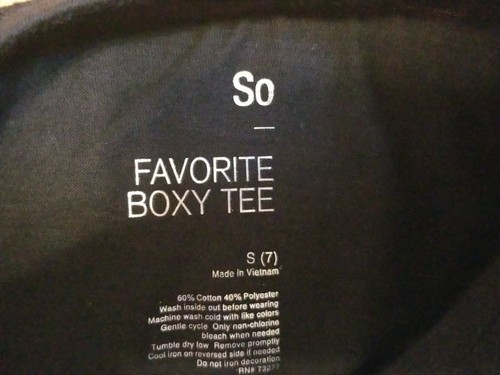 So
FAVORITE
BOXY TEE
S (7)
Made in Vietnam
60% Cotton 40% Polyester
Wash inside out before wearing
Machine wash cold with like colors
Gentle cycle Only non-chlorine
bleach when needed
Tumble dry low Remove promptly
Cool iron on reversed side if needed
Do not iron decoration
RN#